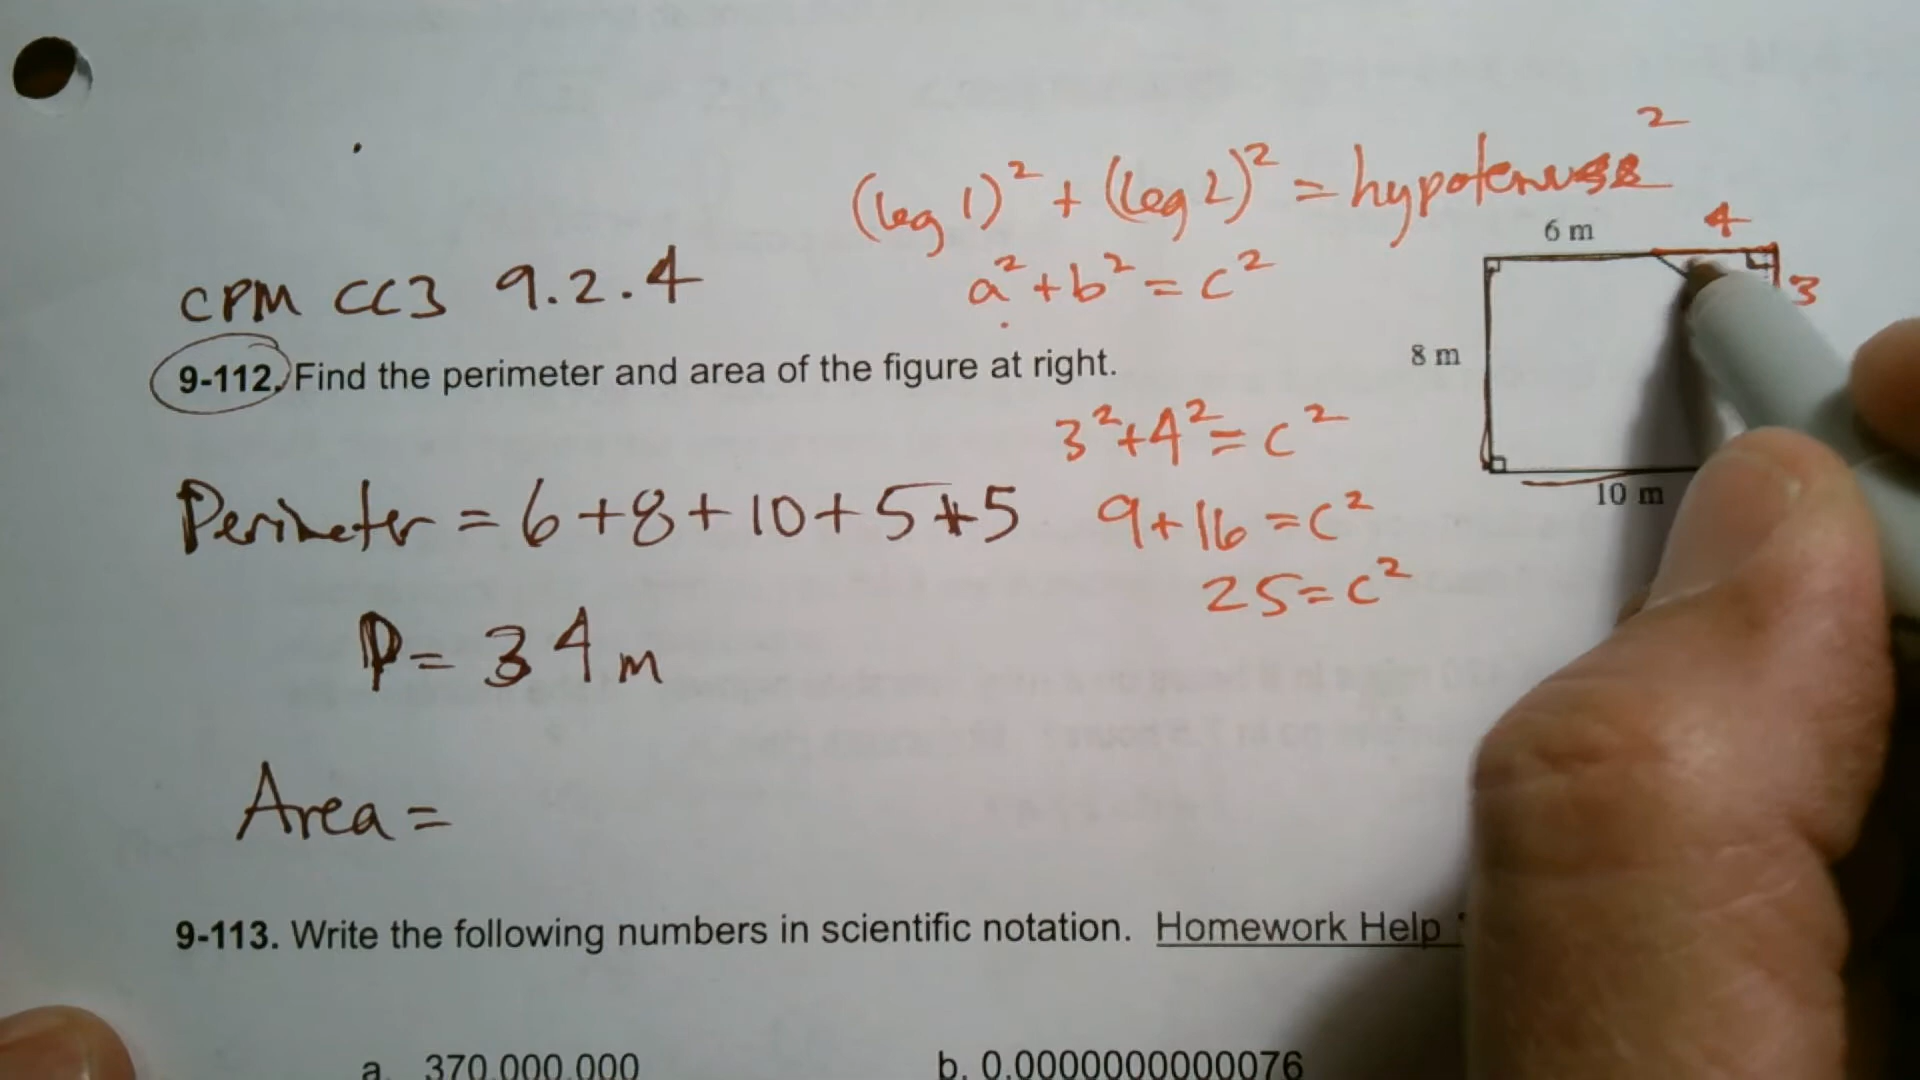 (leg 1)² + (leg 2)² = hypotenuse²
6 m
4
CPM CC3 9.2.4
a² + b² = c²
3
9-112. Find the perimeter and area of the figure at right.
8 m
3² + 4² = c²
Perimeter = 6 + 8 + 10 + 5 + 5
9 + 16 = c²
10 m
25 = c²
P = 34 m
Area =
9-113. Write the following numbers in scientific notation. Homework Help
a. 370,000,000
b. 0.0000000000076